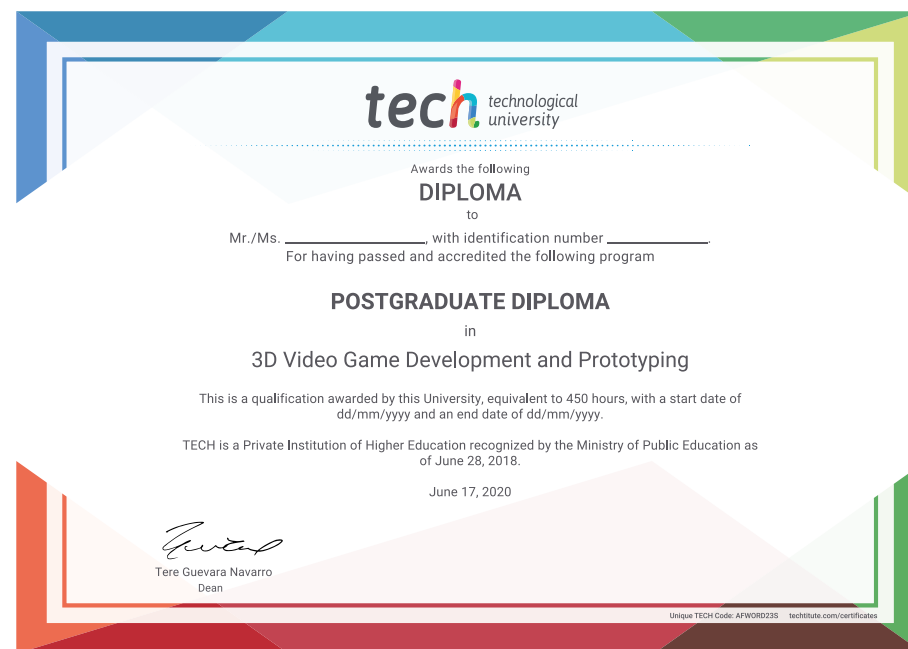 tech technological
university
Awards the following
DIPLOMA
to
Mr./Ms. ____________, with identification number ____________.
For having passed and accredited the following program
POSTGRADUATE DIPLOMA
in
3D Video Game Development and Prototyping
This is a qualification awarded by this University, equivalent to 450 hours, with a start date of
dd/mm/yyyy and an end date of dd/mm/yyyy.
TECH is a Private Institution of Higher Education recognized by the Ministry of Public Education as
of June 28, 2018.
June 17, 2020
Tere Guevara Navarro
Dean
Unique TECH Code: AFWORD23S techtitute.com/certificates